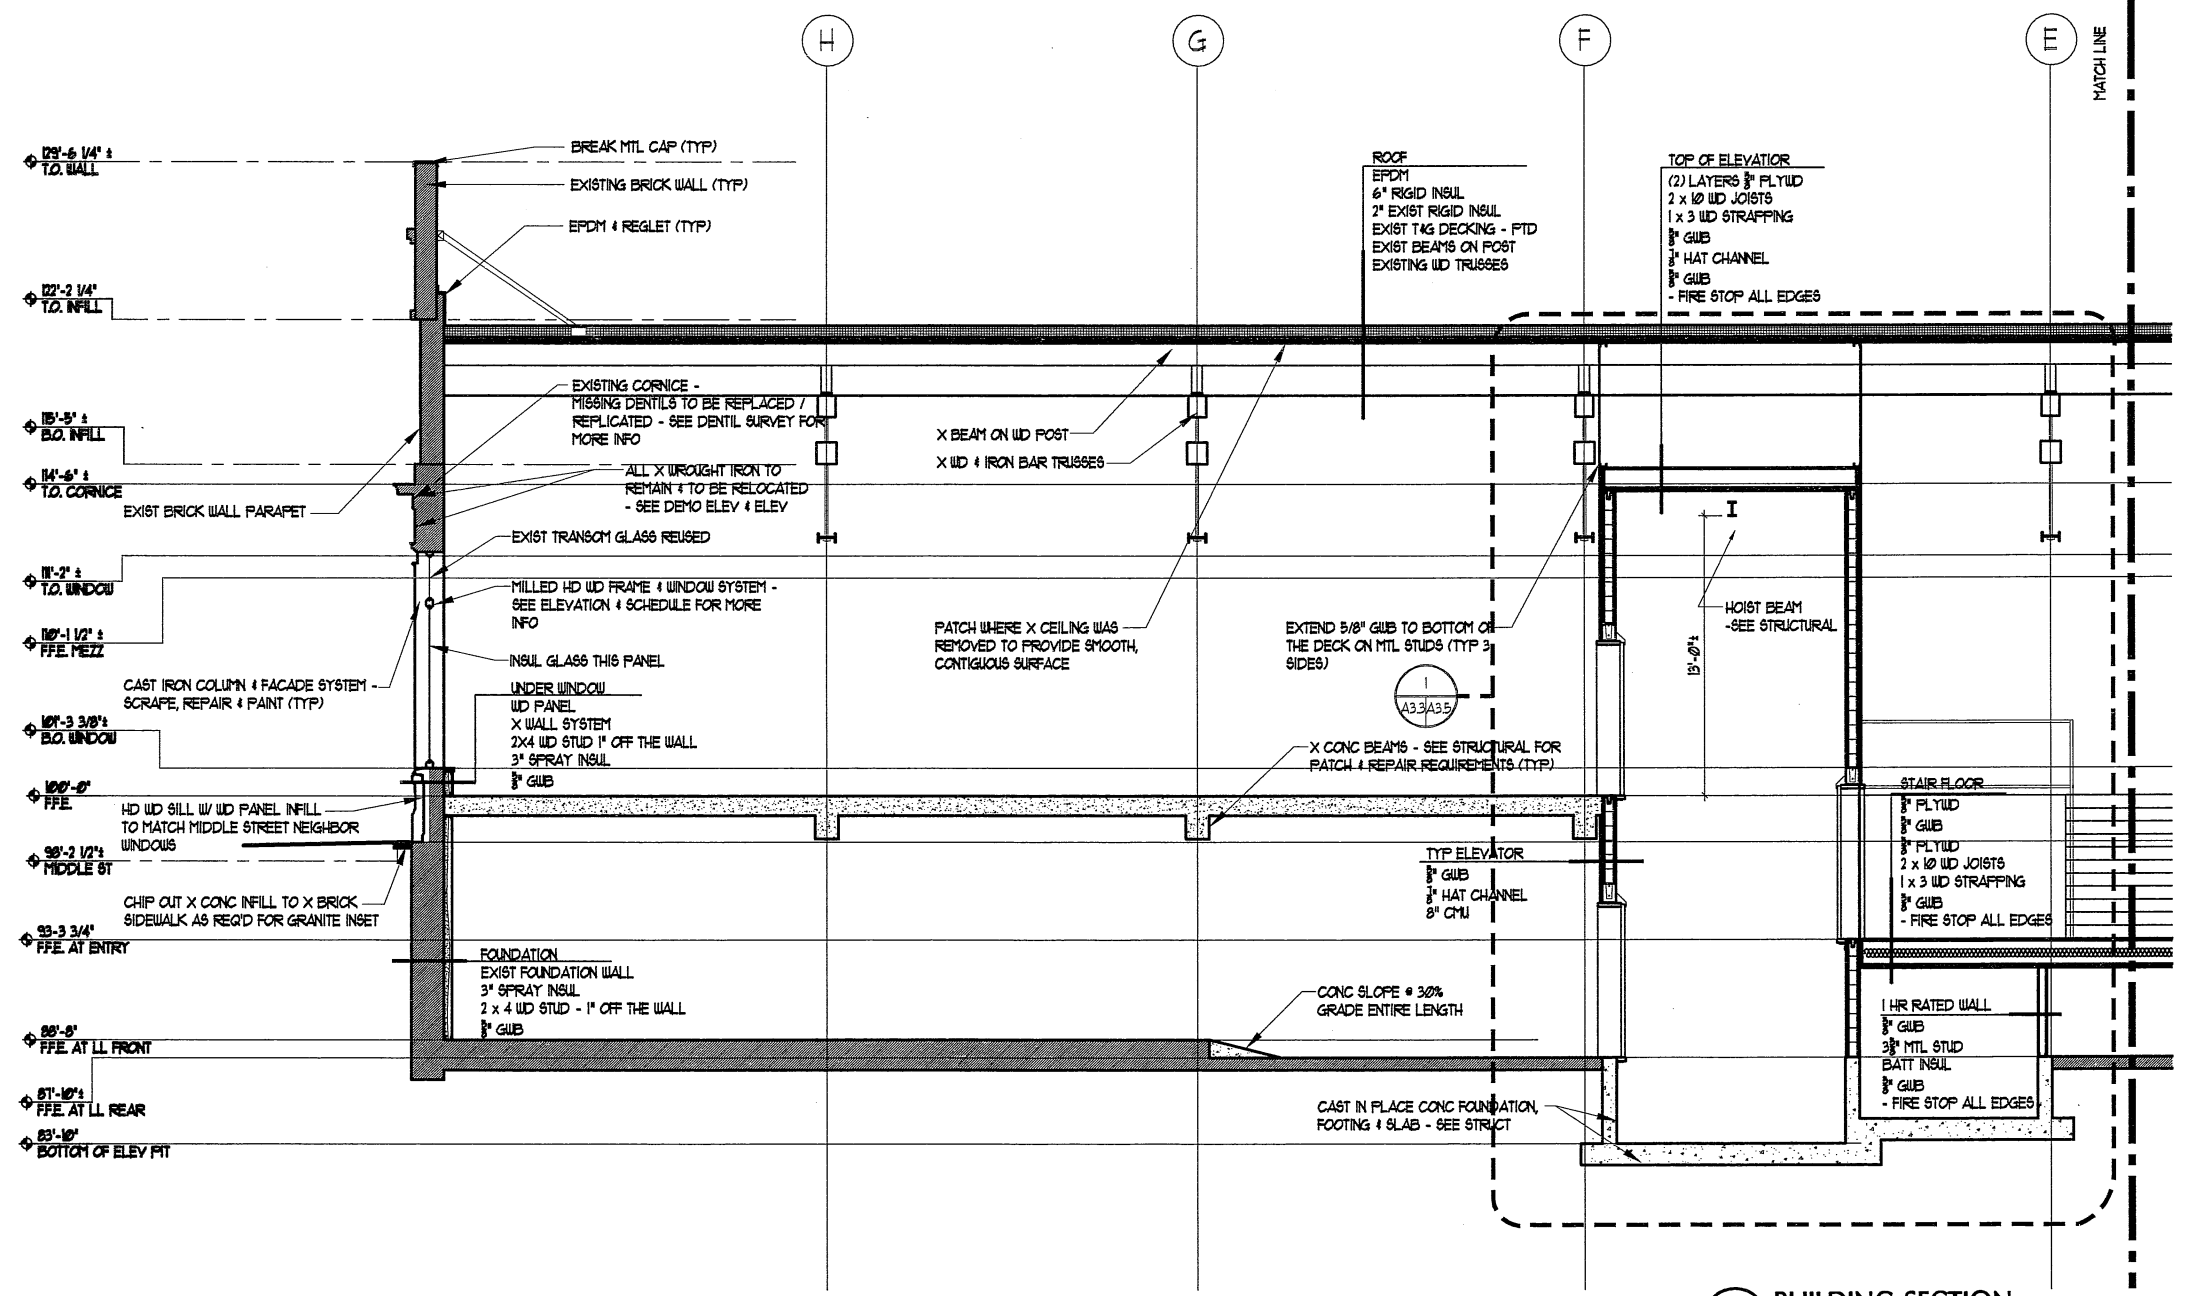 H
G
F
E
MATCH LINE
129'-6 1/4" ±
T.O. WALL
122'-2 1/4"
T.O. INFILL
115'-5" ±
B.O. INFILL
114'-6" ±
T.O. CORNICE
EXIST BRICK WALL PARAPET
111'-2" ±
T.O. WINDOW
110'-1 1/2" ±
F.F.E. MEZZ
CAST IRON COLUMN & FACADE SYSTEM -
SCRAPE, REPAIR & PAINT (TYP)
101'-3 3/8"±
B.O. WINDOW
100'-0"
F.F.E.
HD WD SILL W/ WD PANEL INFILL
TO MATCH MIDDLE STREET NEIGHBOR
WINDOWS
98'-2 1/2"±
MIDDLE ST
CHIP OUT X CONC INFILL TO X BRICK
SIDEWALK AS REQ'D FOR GRANITE INSET
93-3 3/4"
F.F.E. AT ENTRY
88'-8"
F.F.E. AT LL FRONT
87'-10"±
F.F.E. AT LL REAR
83'-10"
BOTTOM OF ELEV PIT
BREAK MTL CAP (TYP)
EXISTING BRICK WALL (TYP)
EPDM & REGLET (TYP)
EXISTING CORNICE -
MISSING DENTILS TO BE REPLACED /
REPLICATED - SEE DENTIL SURVEY FOR
MORE INFO
ALL X WROUGHT IRON TO
REMAIN & TO BE RELOCATED
- SEE DEMO ELEV & ELEV
EXIST TRANSOM GLASS REUSED
MILLED HD WD FRAME & WINDOW SYSTEM -
SEE ELEVATION & SCHEDULE FOR MORE
INFO
INSUL GLASS THIS PANEL
UNDER WINDOW
WD PANEL
X WALL SYSTEM
2X4 WD STUD 1" OFF THE WALL
3" SPRAY INSUL
5/8" GWB
FOUNDATION
EXIST FOUNDATION WALL
3" SPRAY INSUL
2 x 4 WD STUD - 1" OFF THE WALL
5/8" GWB
X BEAM ON WD POST
X WD & IRON BAR TRUSSES
PATCH WHERE X CEILING WAS
REMOVED TO PROVIDE SMOOTH,
CONTIGUOUS SURFACE
ROOF
EPDM
6" RIGID INSUL
2" EXIST RIGID INSUL
EXIST T&G DECKING - PTD
EXIST BEAMS ON POST
EXISTING WD TRUSSES
EXTEND 5/8" GWB TO BOTTOM OF
THE DECK ON MTL STUDS (TYP 3
SIDES)
1
A3.3 A3.5
X CONC BEAMS - SEE STRUCTURAL FOR
PATCH & REPAIR REQUIREMENTS (TYP)
TYP ELEVATOR
5/8" GWB
HAT CHANNEL
8" CMU
CONC SLOPE @ 30%
GRADE ENTIRE LENGTH
CAST IN PLACE CONC FOUNDATION,
FOOTING & SLAB - SEE STRUCT
TOP OF ELEVATIOR
(2) LAYERS 5/8" PLYWD
2 x 10 WD JOISTS
1 x 3 WD STRAPPING
5/8" GWB
HAT CHANNEL
5/8" GWB
- FIRE STOP ALL EDGES
HOIST BEAM
-SEE STRUCTURAL
13'-0"±
STAIR FLOOR
PLYWD
GWB
PLYWD
2 x 10 WD JOISTS
1 x 3 WD STRAPPING
5/8" GWB
- FIRE STOP ALL EDGES
1 HR RATED WALL
5/8" GWB
MTL STUD
BATT INSUL
5/8" GWB
- FIRE STOP ALL EDGES
BUILDING SECTION